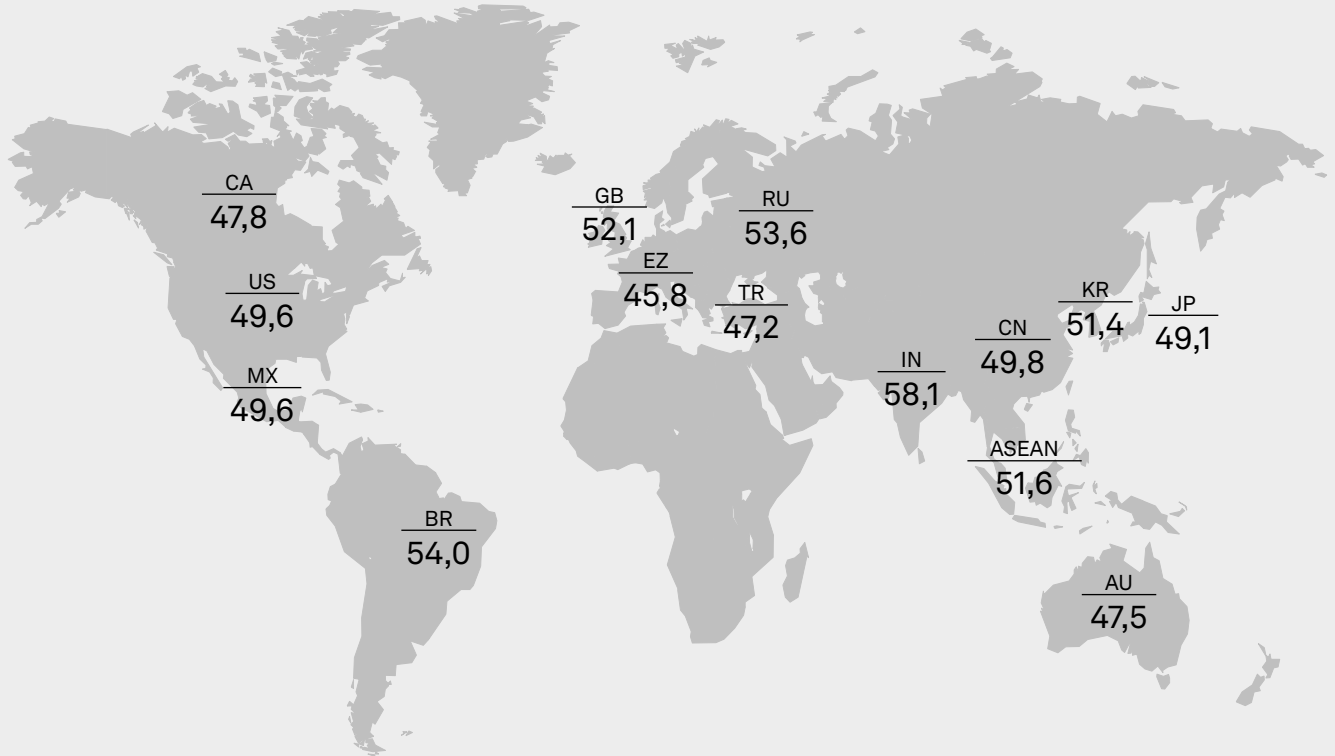 CA
47,8
US
49,6
MX
49,6
BR
54,0
GB
52,1
EZ
45,8
RU
53,6
TR
47,2
IN
58,1
CN
49,8
KR
51,4
JP
49,1
ASEAN
51,6
AU
47,5